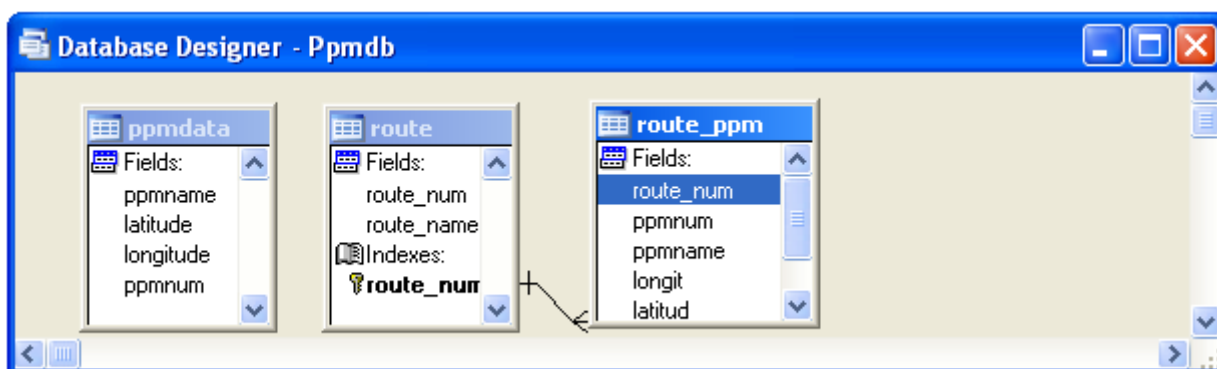 Database Designer - Ppmdb
ppmdata
Fields:
ppmname
latitude
longitude
ppmnum
route
Fields:
route_num
route_name
Indexes:
route_num
route_ppm
Fields:
route_num
ppmnum
ppmname
longit
latitud